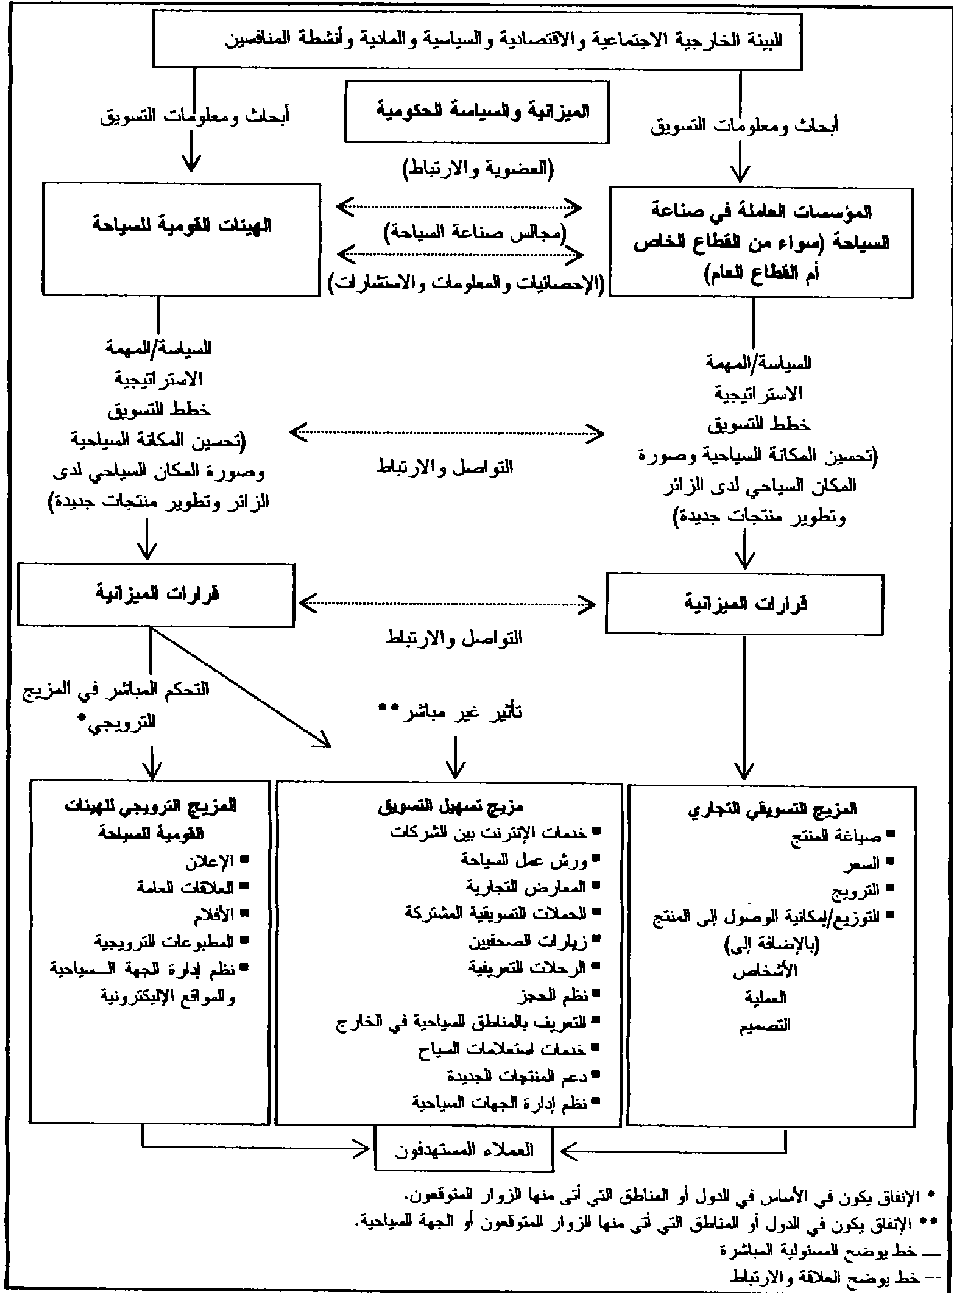 البيئة الخارجية الاجتماعية والاقتصادية والسياسية والمادية وأنشطة المنافسين
الميزانية والسياسة الحكومية
أبحاث ومعلومات التسويق
أبحاث ومعلومات التسويق
(العضوية والارتباط)
المؤسسات العاملة في صناعة
السياحة (سواء من القطاع الخاص
أم القطاع العام)
(مجالس صناعة السياحة)
(الإحصائيات والمعلومات والاستشارات)
الهيئات القومية للسياحة
السياسة/المهمة
الاستراتيجية
خطط التسويق
(تحسين المكانة السياحية وصورة
المكان السياحي لدى الزائر
وتطوير منتجات جديدة)
التواصل والارتباط
السياسة/المهمة
الاستراتيجية
خطط التسويق
(تحسين المكانة السياحية
وصورة المكان السياحي لدى
الزائر وتطوير منتجات جديدة)
قرارات الميزانية
التواصل والارتباط
قرارات الميزانية
تأثير غير مباشر**
التحكم المباشر في المزيج
الترويجي*
المزيج التسويقي التجاري
▪ صياغة المنتج
▪ السعر
▪ الترويج
▪ التوزيع/إمكانية الوصول إلى المنتج
(بالإضافة إلى)
الأشخاص
العملية
التصميم
مزيج تسهيل التسويق
▪ خدمات الإنترنت بين الشركات
▪ ورش عمل السياحة
▪ المعارض التجارية
▪ الحملات التسويقية المشتركة
▪ زيارات الصحفيين
▪ الرحلات التعريفية
▪ نظم الحجز
▪ التعريف بالمناطق السياحية في الخارج
▪ خدمات استعلامات السياح
▪ دعم المنتجات الجديدة
▪ نظم إدارة الجهات السياحية
المزيج الترويجي للهيئات
القومية للسياحة
▪ الإعلان
▪ العلاقات العامة
▪ الأفلام
▪ المطبوعات الترويجية
▪ نظم إدارة الجهة السياحية
والمواقع الإليكترونية
العملاء المستهدفون
* الإنفاق يكون في الأساس في الدول أو المناطق التي أتى منها الزوار المتوقعون.
** الإنفاق يكون في الدول أو المناطق التي أتى منها الزوار المتوقعون أو الجهة السياحية.
— خط يوضح المسئولية المباشرة
-- خط يوضح العلاقة والارتباط